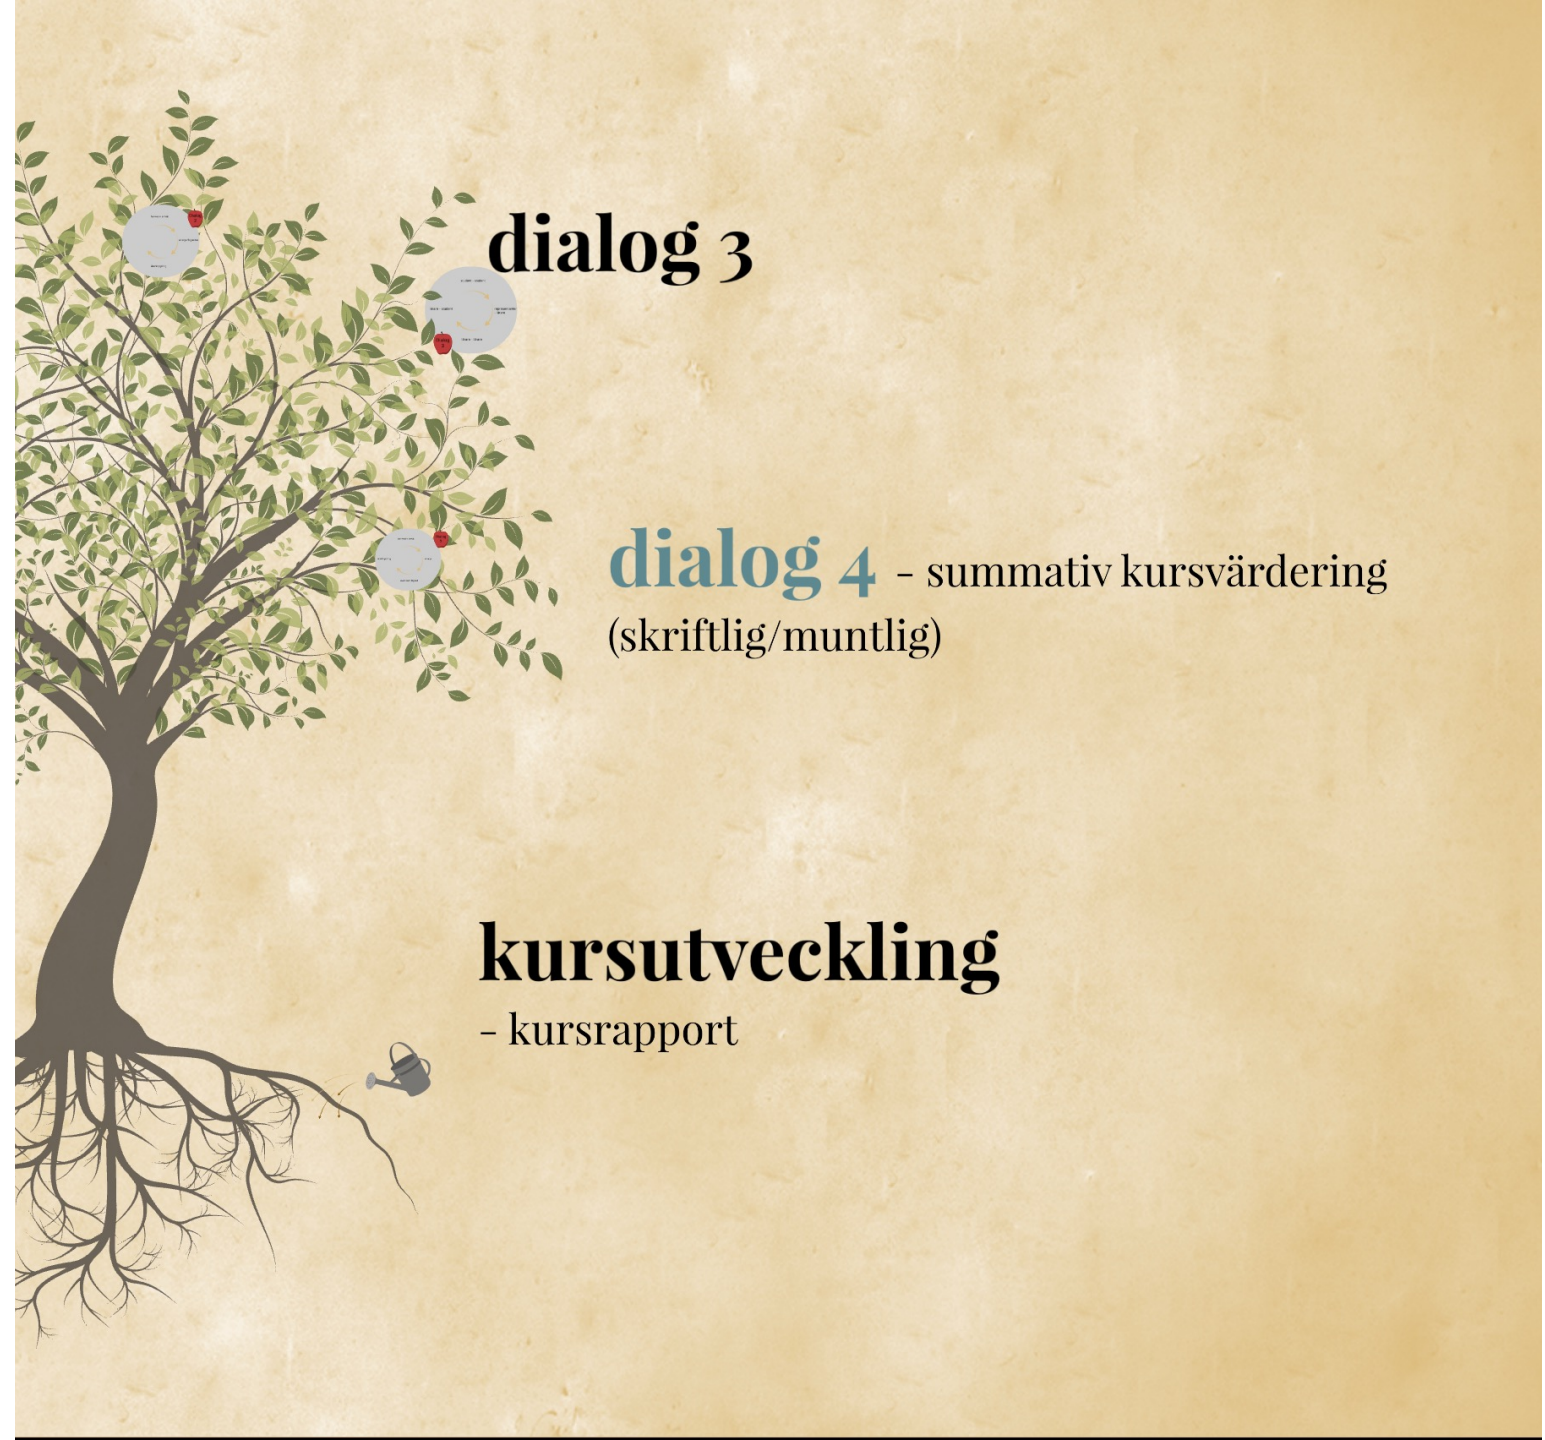 dialog 3
dialog 4 - summativ kursvärdering
(skriftlig/muntlig)
kursutveckling
- kursrapport